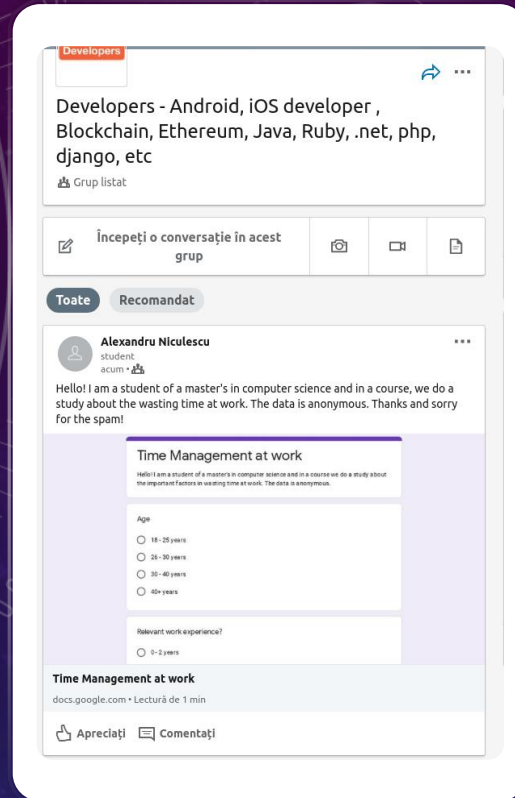 Developers
Developers - Android, iOS developer ,
Blockchain, Ethereum, Java, Ruby, .net, php,
django, etc
Grup listat
Începeți o conversație în acest
grup
Toate
Recomandat
Alexandru Niculescu
student
acum •
Hello! I am a student of a master's in computer science and in a course, we do a
study about the wasting time at work. The data is anonymous. Thanks and sorry
for the spam!
Time Management at work
Hello! I am a student of a master's in computer science and in a course we do a study about
the important factors in wasting time at work. The data is anonymous.
Age
18 - 25 years
26 - 30 years
30 - 40 years
40+ years
Relevant work experience?
0 - 2 years
Time Management at work
docs.google.com • Lectură de 1 min
Apreciați
Comentați